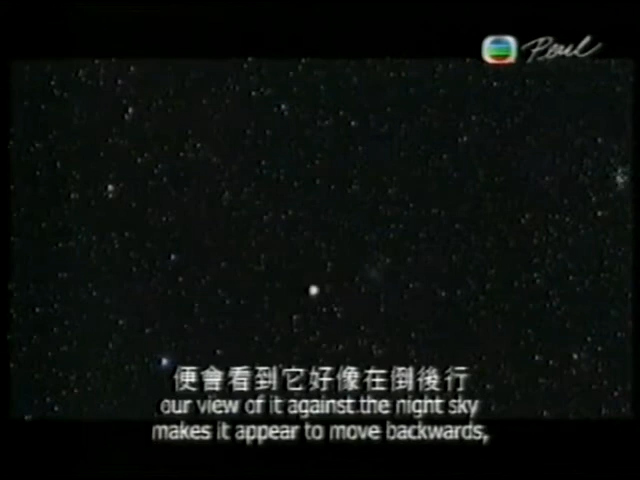 Pearl
便會看到它好像在倒後行
our view of it against the night sky
makes it appear to move backwards,